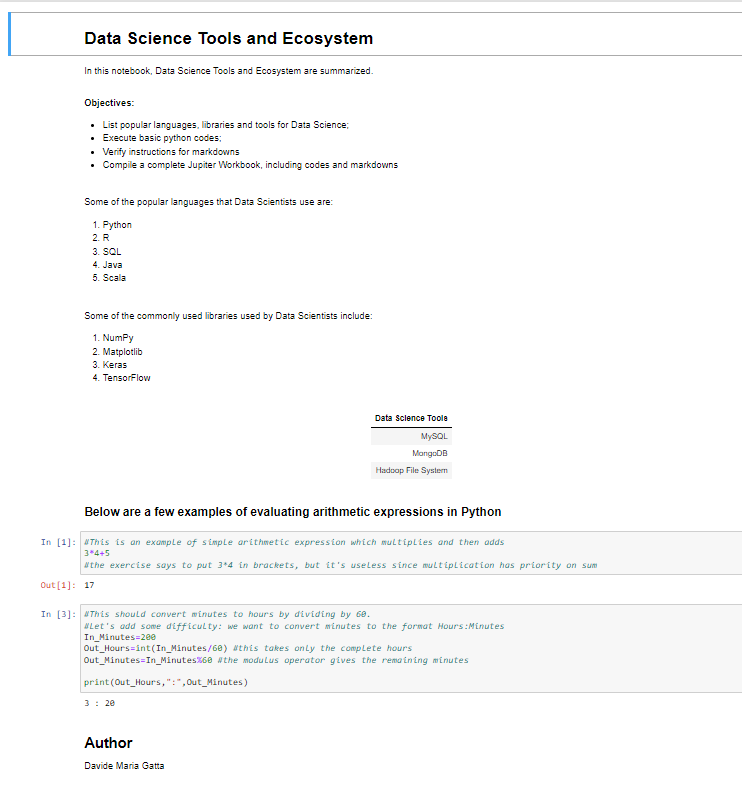 Data Science Tools and Ecosystem
In this notebook, Data Science Tools and Ecosystem are summarized.
Objectives:
• List popular languages, libraries and tools for Data Science;
• Execute basic python codes;
• Verify instructions for markdowns
• Compile a complete Jupiter Workbook, including codes and markdowns
Some of the popular languages that Data Scientists use are:
1. Python
2. R
3. SQL
4. Java
5. Scala
Some of the commonly used libraries used by Data Scientists include:
1. NumPy
2. Matplotlib
3. Keras
4. TensorFlow
Data Science Tools
MySQL
MongoDB
Hadoop File System
Below are a few examples of evaluating arithmetic expressions in Python
In [1]: #This is an example of simple arithmetic expression which multiplies and then adds
3*4+5
#the exercise says to put 3*4 in brackets, but it's useless since multiplication has priority on sum
Out[1]: 17
In [3]: #This should convert minutes to hours by dividing by 60.
#Let's add some difficulty: we want to convert minutes to the format Hours:Minutes
In_Minutes=200
Out_Hours=int(In_Minutes/60) #this takes only the complete hours
Out_Minutes=In_Minutes%60 #the modulus operator gives the remaining minutes
print(Out_Hours,":",Out_Minutes)
3 : 20
Author
Davide Maria Gatta